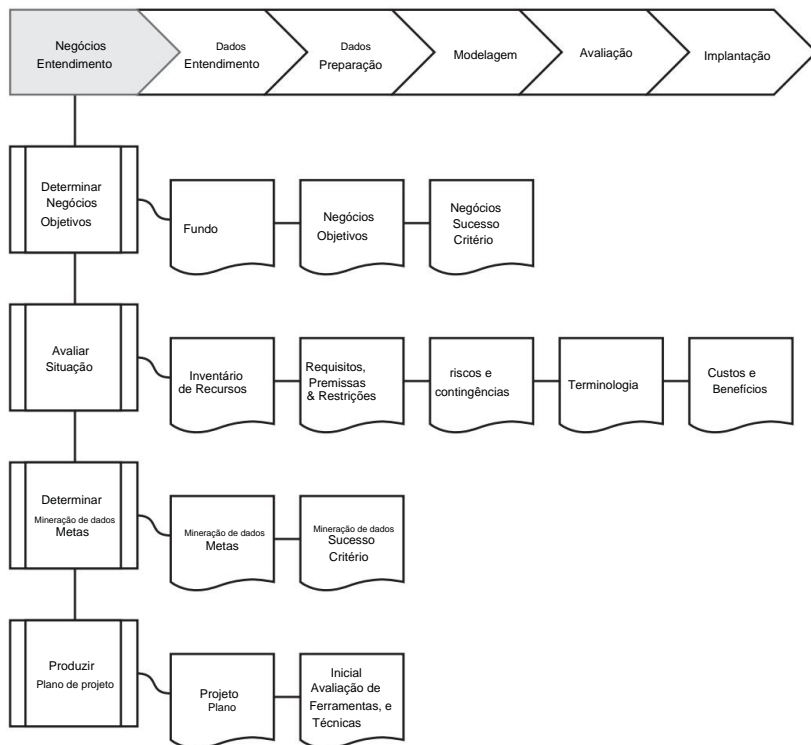 Negócios
Entendimento
Dados
Entendimento
Dados
Preparação
Modelagem
Avaliação
Implantação
Determinar
Negócios
Objetivos
Fundo
Negócios
Objetivos
Negócios
Sucesso
Critério
Avaliar
Situação
Inventário
de Recursos
Requisitos,
Premissas
& Restrições
riscos e
contingências
Terminologia
Custos e
Benefícios
Determinar
Mineração de dados
Metas
Mineração de dados
Metas
Mineração de dados
Sucesso
Critério
Produzir
Plano de projeto
Projeto
Plano
Inicial
Avaliação de
Ferramentas, e
Técnicas